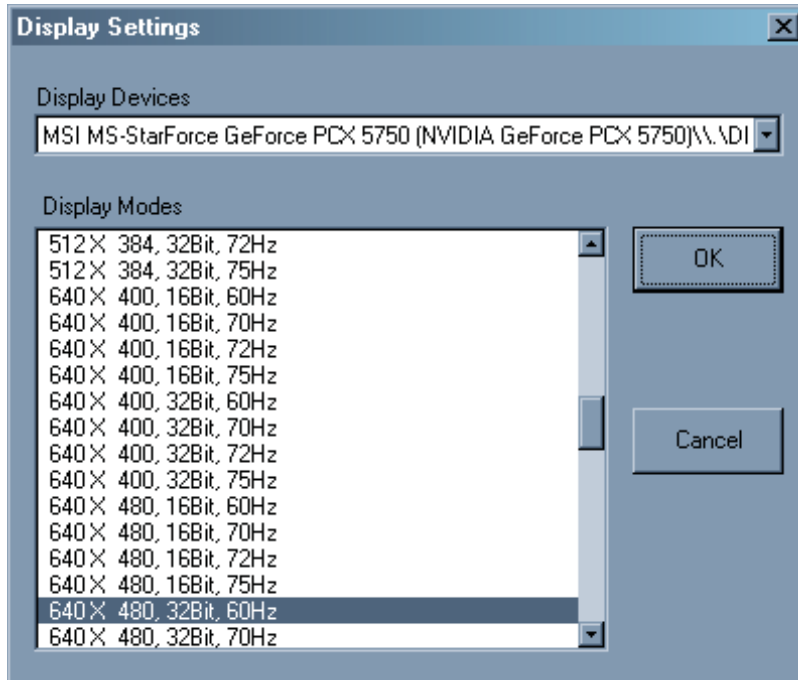 Display Settings
Display Devices
MSI MS-StarForce GeForce PCX 5750 (NVIDIA GeForce PCX 5750)\\.\DI
Display Modes
512 X 384, 32Bit, 72Hz
512 X 384, 32Bit, 75Hz
640 X 400, 16Bit, 60Hz
640 X 400, 16Bit, 70Hz
640 X 400, 16Bit, 72Hz
640 X 400, 16Bit, 75Hz
640 X 400, 32Bit, 60Hz
640 X 400, 32Bit, 70Hz
640 X 400, 32Bit, 72Hz
640 X 400, 32Bit, 75Hz
640 X 480, 16Bit, 60Hz
640 X 480, 16Bit, 70Hz
640 X 480, 16Bit, 72Hz
640 X 480, 16Bit, 75Hz
640 X 480, 32Bit, 60Hz
640 X 480, 32Bit, 70Hz
OK
Cancel